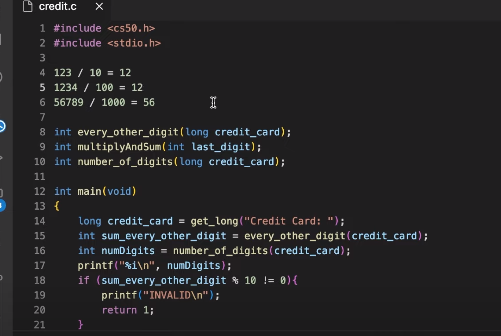 credit.c ×
1 #include <cs50.h>
2 #include <stdio.h>
3
4 123 / 10 = 12
5 1234 / 100 = 12
6 56789 / 1000 = 56
7
8 int every_other_digit(long credit_card);
9 int multiplyAndSum(int last_digit);
10 int number_of_digits(long credit_card);
11
12 int main(void)
13 {
14     long credit_card = get_long("Credit Card: ");
15     int sum_every_other_digit = every_other_digit(credit_card);
16     int numDigits = number_of_digits(credit_card);
17     printf("%i\n", numDigits);
18     if (sum_every_other_digit % 10 != 0){
19         printf("INVALID\n");
20         return 1;
21     }